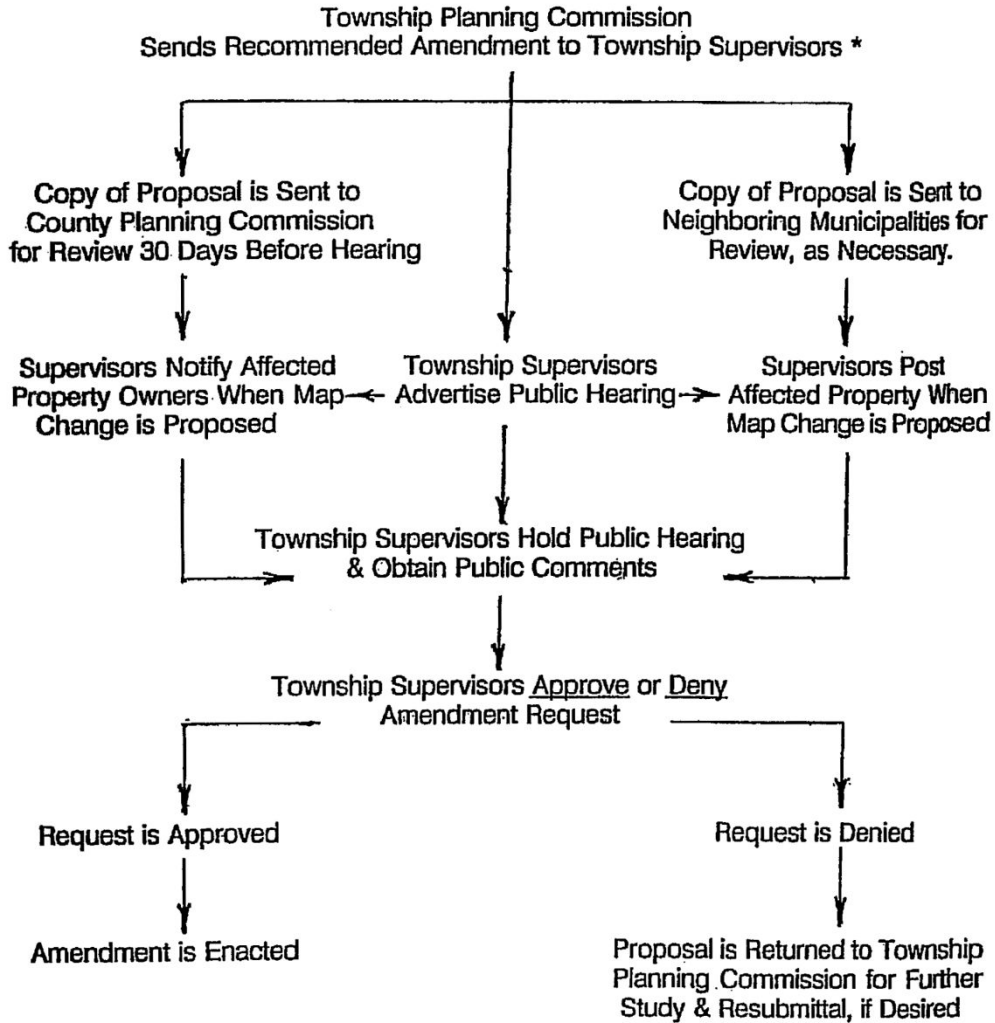 Township Planning Commission
Sends Recommended Amendment to Township Supervisors *
Copy of Proposal is Sent to
County Planning Commission
for Review 30 Days Before Hearing
Copy of Proposal is Sent to
Neighboring Municipalities for
Review, as Necessary.
Supervisors Notify Affected
Property Owners When Map
Change is Proposed
Township Supervisors
Advertise Public Hearing
Supervisors Post
Affected Property When
Map Change is Proposed
Township Supervisors Hold Public Hearing
& Obtain Public Comments
Township Supervisors Approve or Deny
Amendment Request
Request is Approved
Request is Denied
Amendment is Enacted
Proposal is Returned to Township
Planning Commission for Further
Study & Resubmittal, if Desired